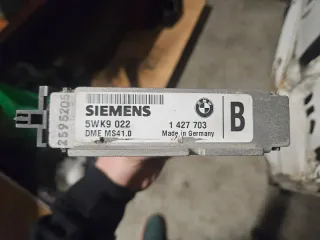 2595205
SIEMENS
5WK9 022
1 427 703
DME MS41.0
Made in Germany
B